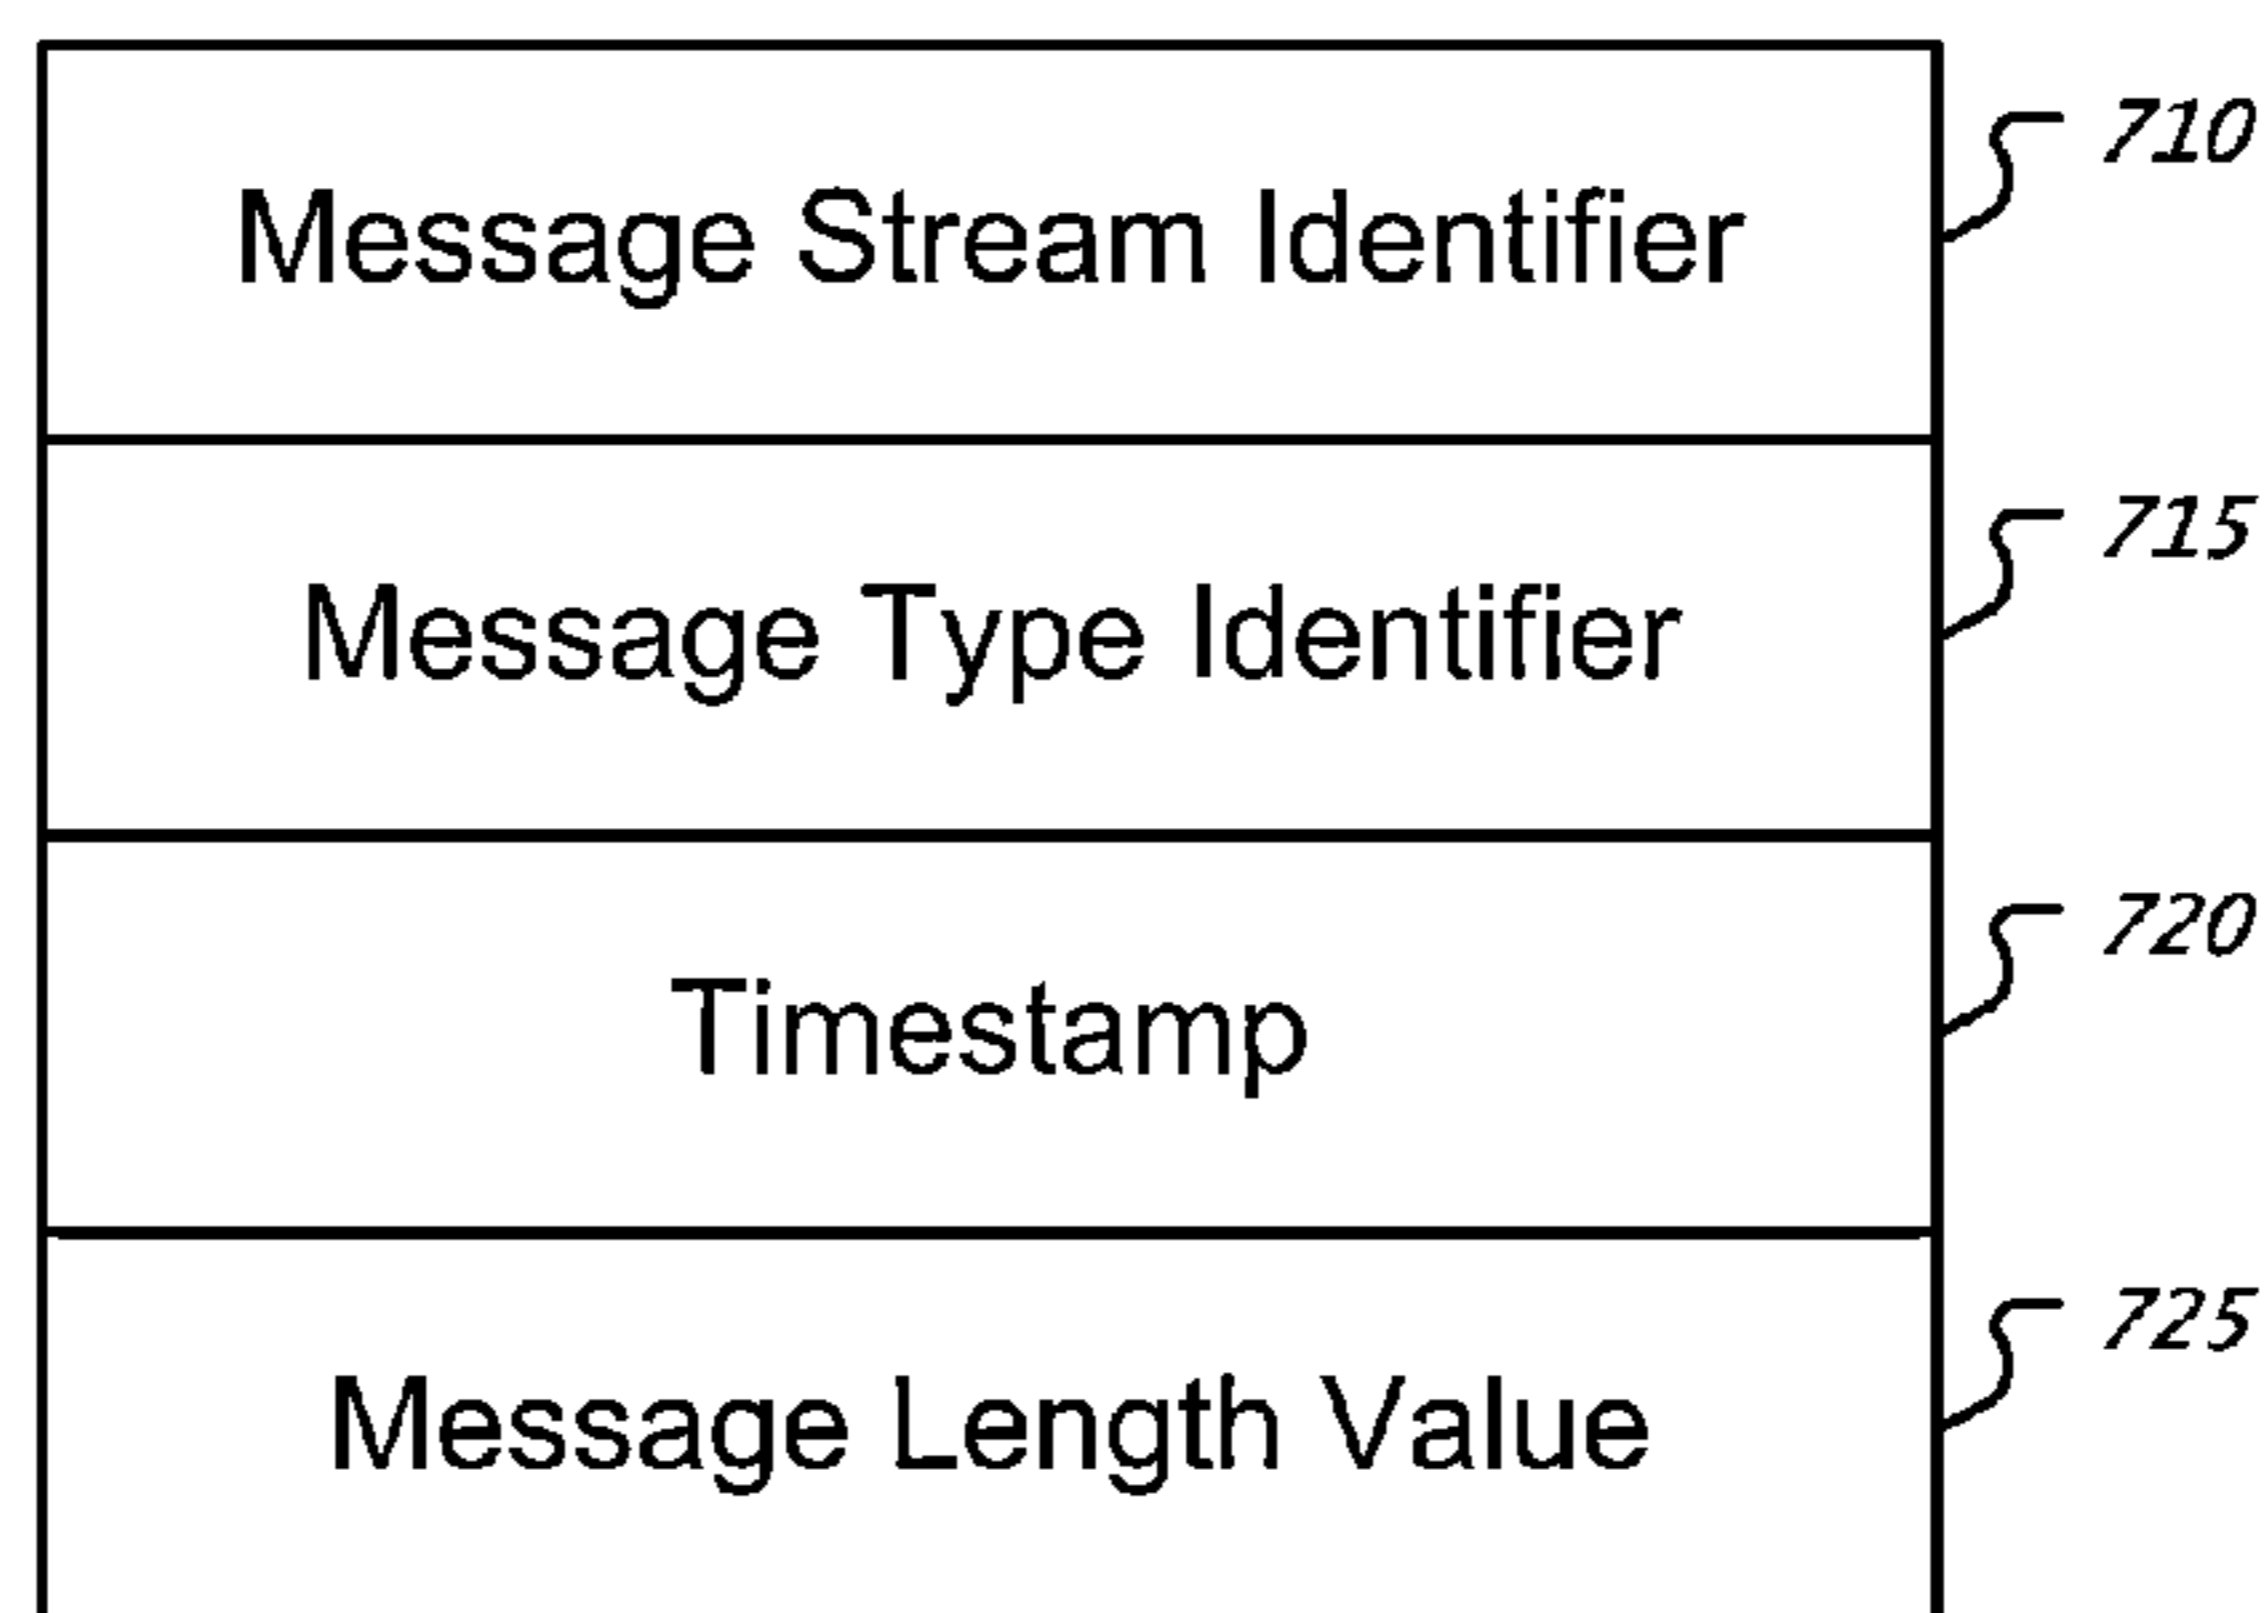 710
Message Stream Identifier
715
Message Type Identifier
720
Timestamp
725
Message Length Value